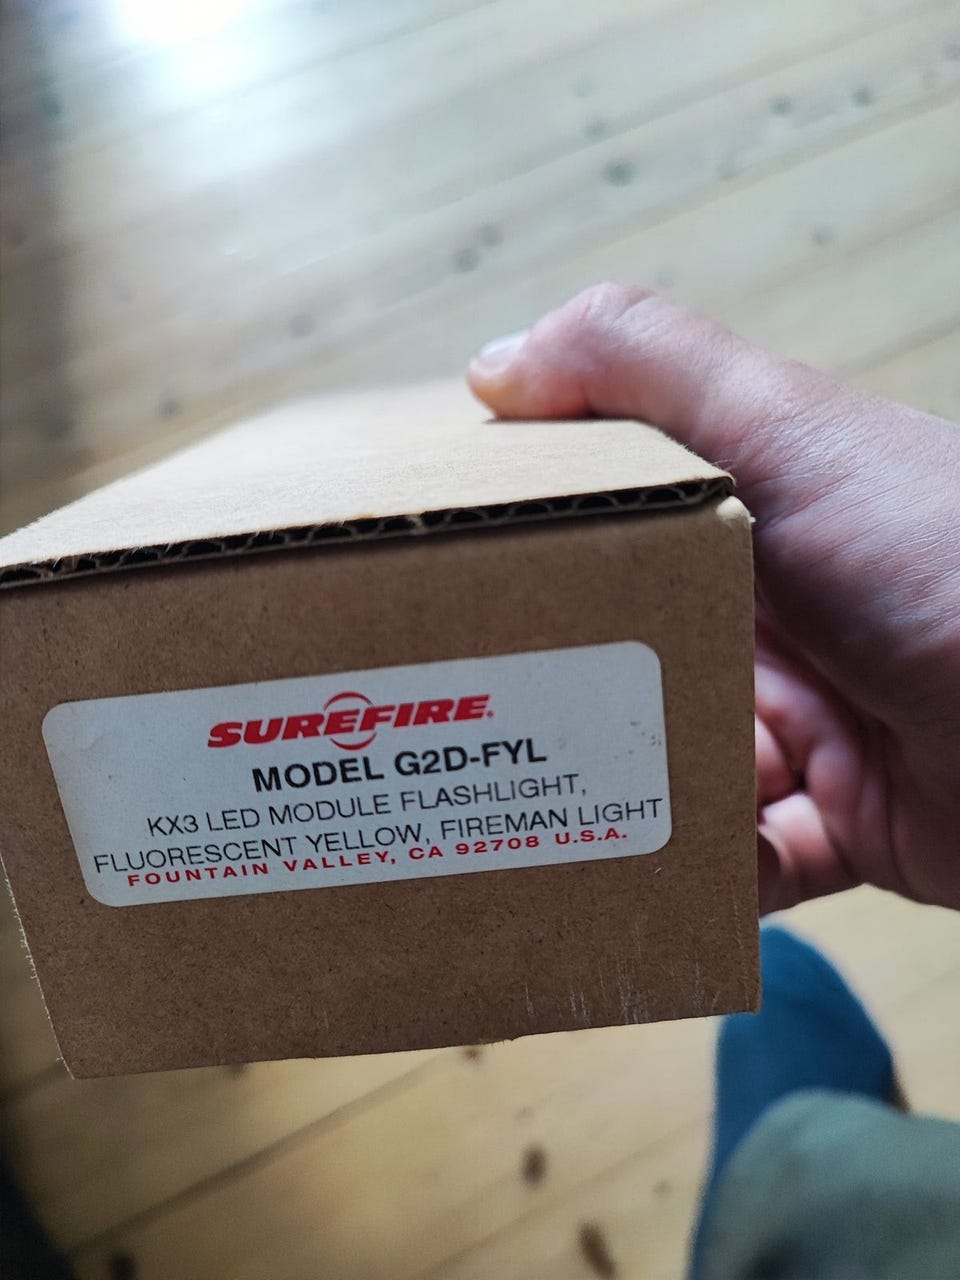 SUREFIRE®
MODEL G2D-FYL
KX3 LED MODULE FLASHLIGHT,
FLUORESCENT YELLOW, FIREMAN LIGHT
FOUNTAIN VALLEY, CA 92708 U.S.A.